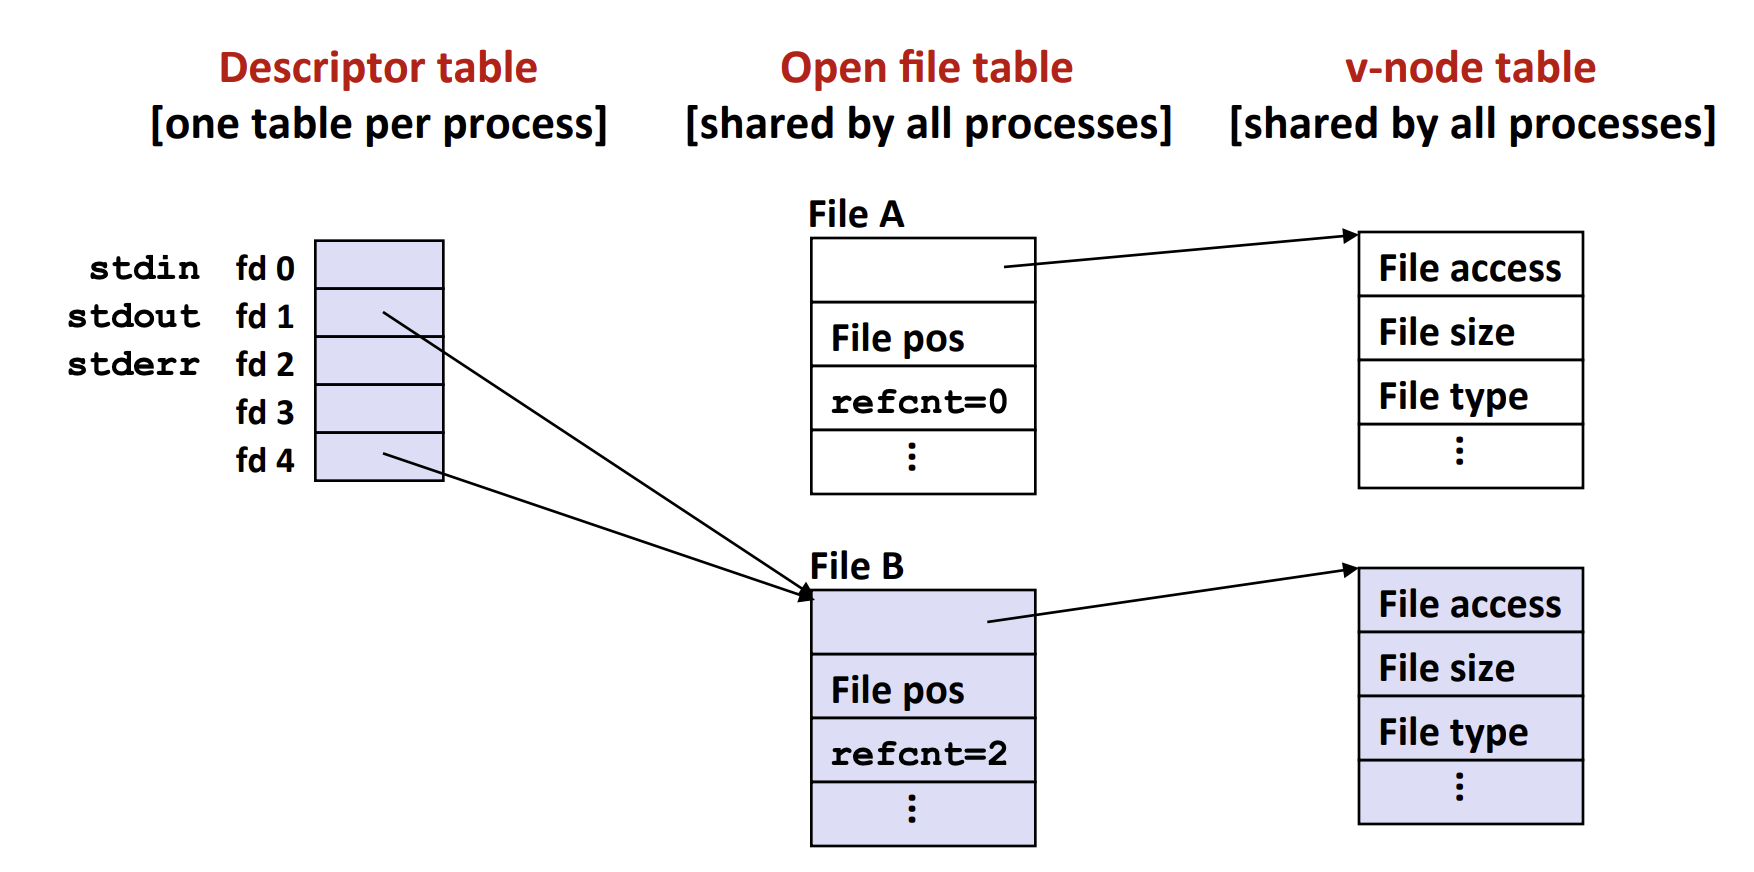 Descriptor table
[one table per process]
Open file table
[shared by all processes]
v-node table
[shared by all processes]
stdin fd 0
stdout fd 1
stderr fd 2
fd 3
fd 4
File A
File pos
refcnt=0
⋮
File access
File size
File type
⋮
File B
File pos
refcnt=2
⋮
File access
File size
File type
⋮